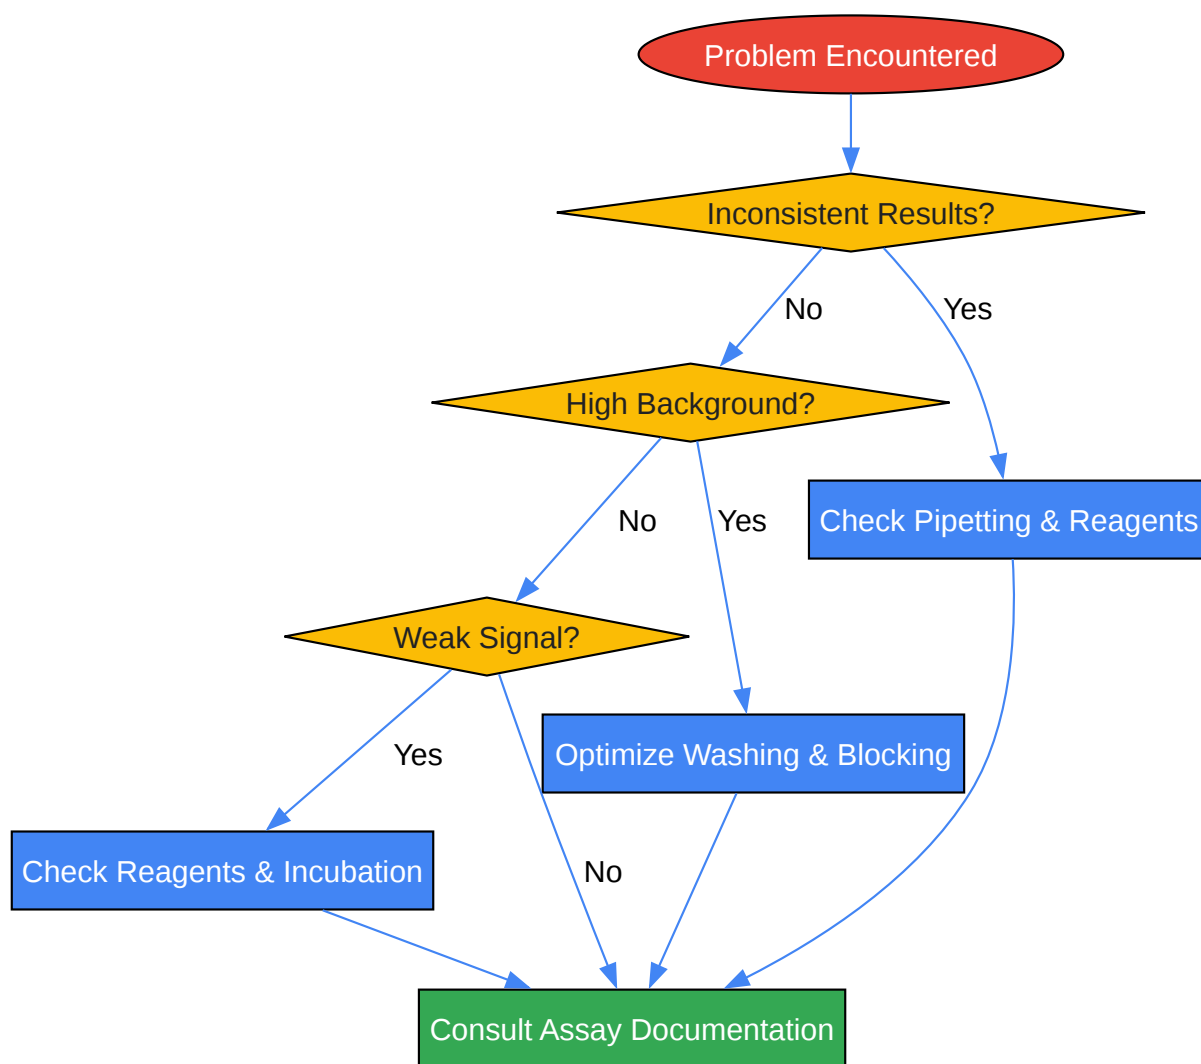 Problem Encountered
Inconsistent Results?
No
Yes
High Background?
No
Yes
Check Pipetting & Reagents
Weak Signal?
Yes
Optimize Washing & Blocking
Check Reagents & Incubation
No
Consult Assay Documentation